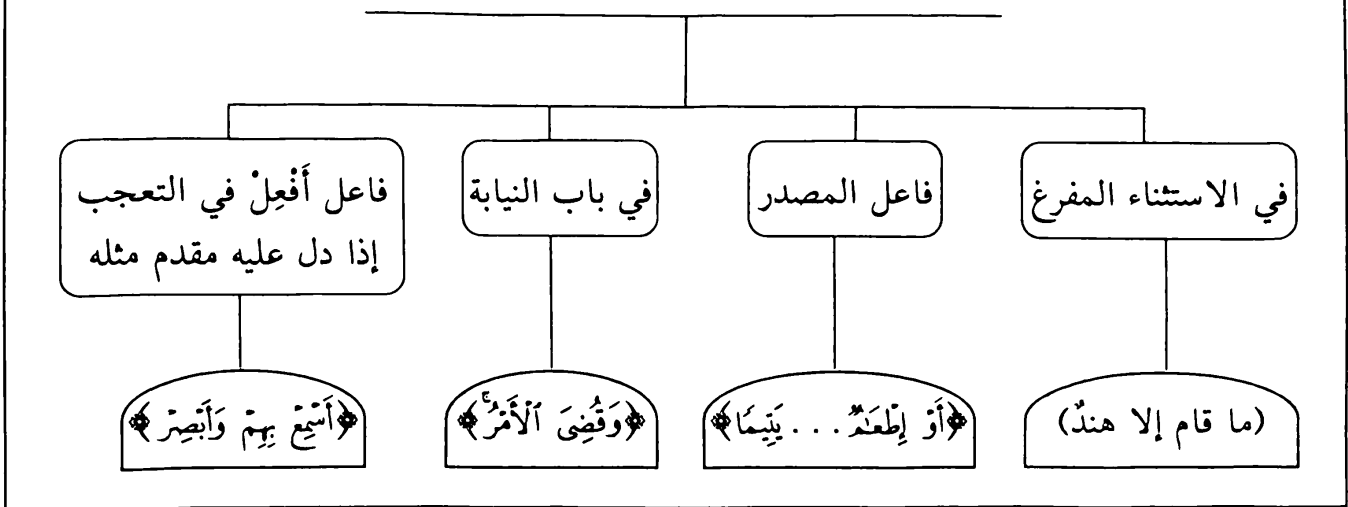 في الاستثناء المفرغ
فاعل المصدر
في باب النيابة
فاعل أَفْعِلْ في التعجب
إذا دل عليه مقدم مثله
(ما قام إلا هندٌ)
﴿أَوْ إِطْعَـٰمٌ . . . يَتِيمًا﴾
﴿وَقُضِىَ ٱلْأَمْرُ ۚ﴾
﴿أَسْمِعْ بِهِمْ وَأَبْصِرْ﴾